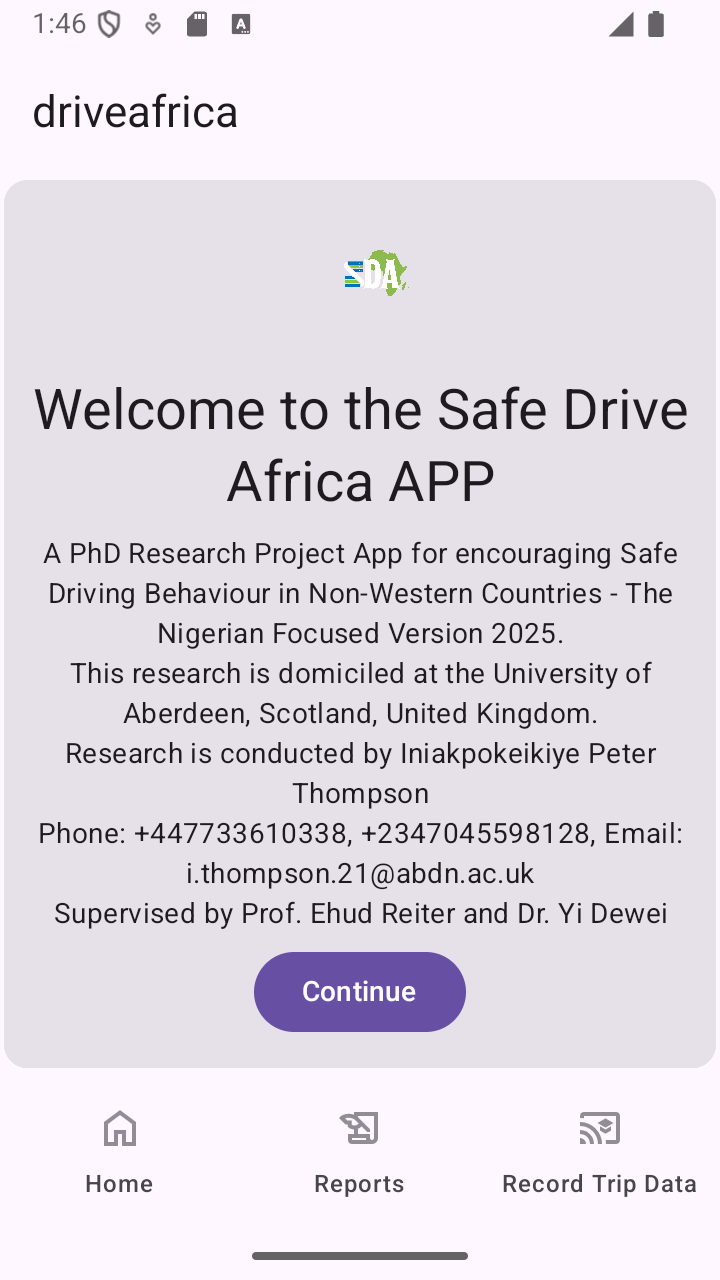 1:46
driveafrica
SDA
Welcome to the Safe Drive
Africa APP
A PhD Research Project App for encouraging Safe
Driving Behaviour in Non-Western Countries - The
Nigerian Focused Version 2025.
This research is domiciled at the University of
Aberdeen, Scotland, United Kingdom.
Research is conducted by Iniakpokeikiye Peter
Thompson
Phone: +447733610338, +2347045598128, Email:
i.thompson.21@abdn.ac.uk
Supervised by Prof. Ehud Reiter and Dr. Yi Dewei
Continue
Home
Reports
Record Trip Data